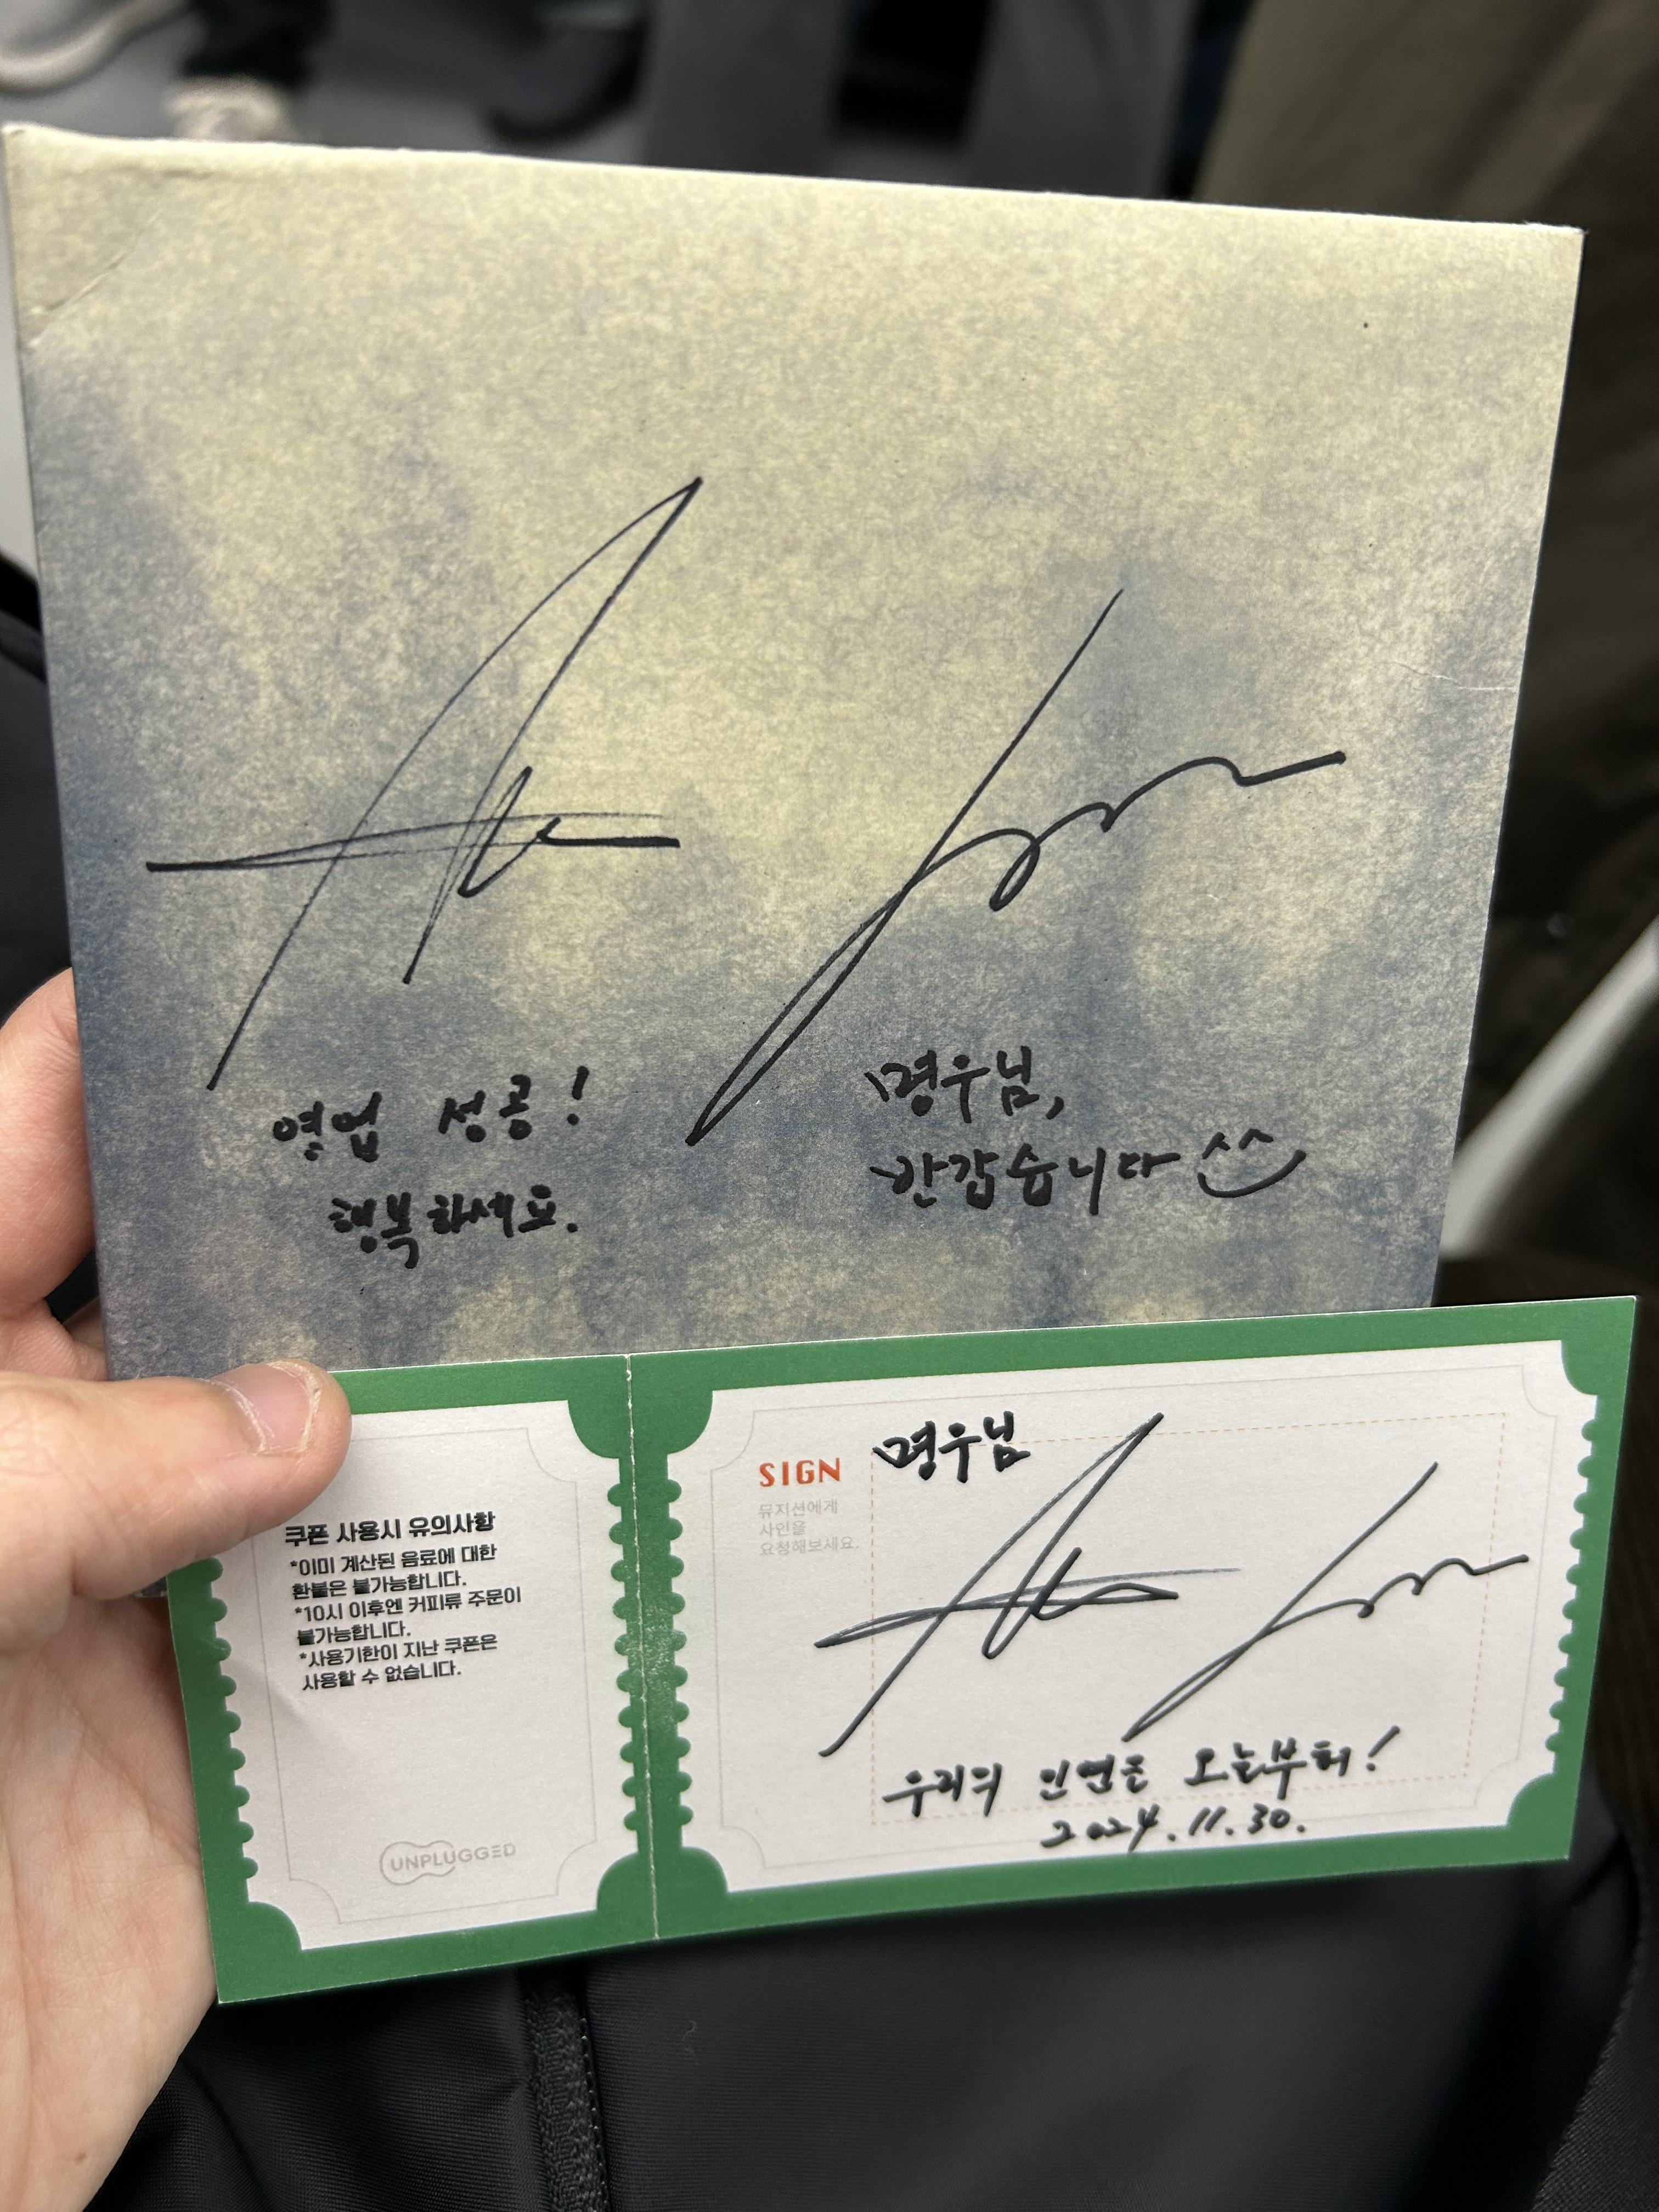 영업 성공!
행복하세요.
명우님,
반갑습니다 ^^
쿠폰 사용시 유의사항
*이미 계산된 음료에 대한
환불은 불가능합니다.
*10시 이후엔 커피류 주문이
불가능합니다.
*사용기한이 지난 쿠폰은
사용할 수 없습니다.
UNPLUGGED
SIGN
뮤지션에게
사인을
요청해보세요.
명우님
우리의 인연은 오늘부터!
2024.11.30.